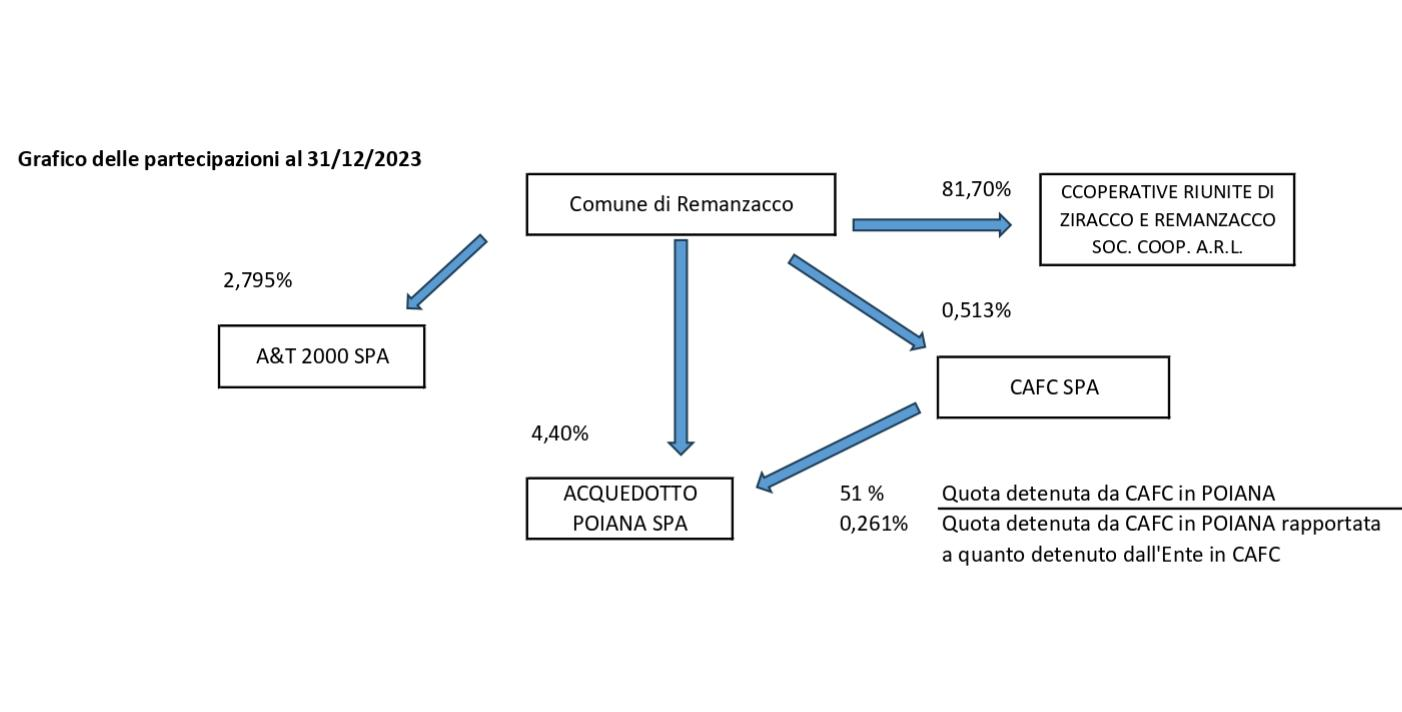 Grafico delle partecipazioni al 31/12/2023
Comune di Remanzacco
81,70%
CCOPERATIVE RIUNITE DI
ZIRACCO E REMANZACCO
SOC. COOP. A.R.L.
2,795%
A&T 2000 SPA
0,513%
CAFC SPA
4,40%
ACQUEDOTTO
POIANA SPA
51 % Quota detenuta da CAFC in POIANA
0,261% Quota detenuta da CAFC in POIANA rapportata
a quanto detenuto dall'Ente in CAFC